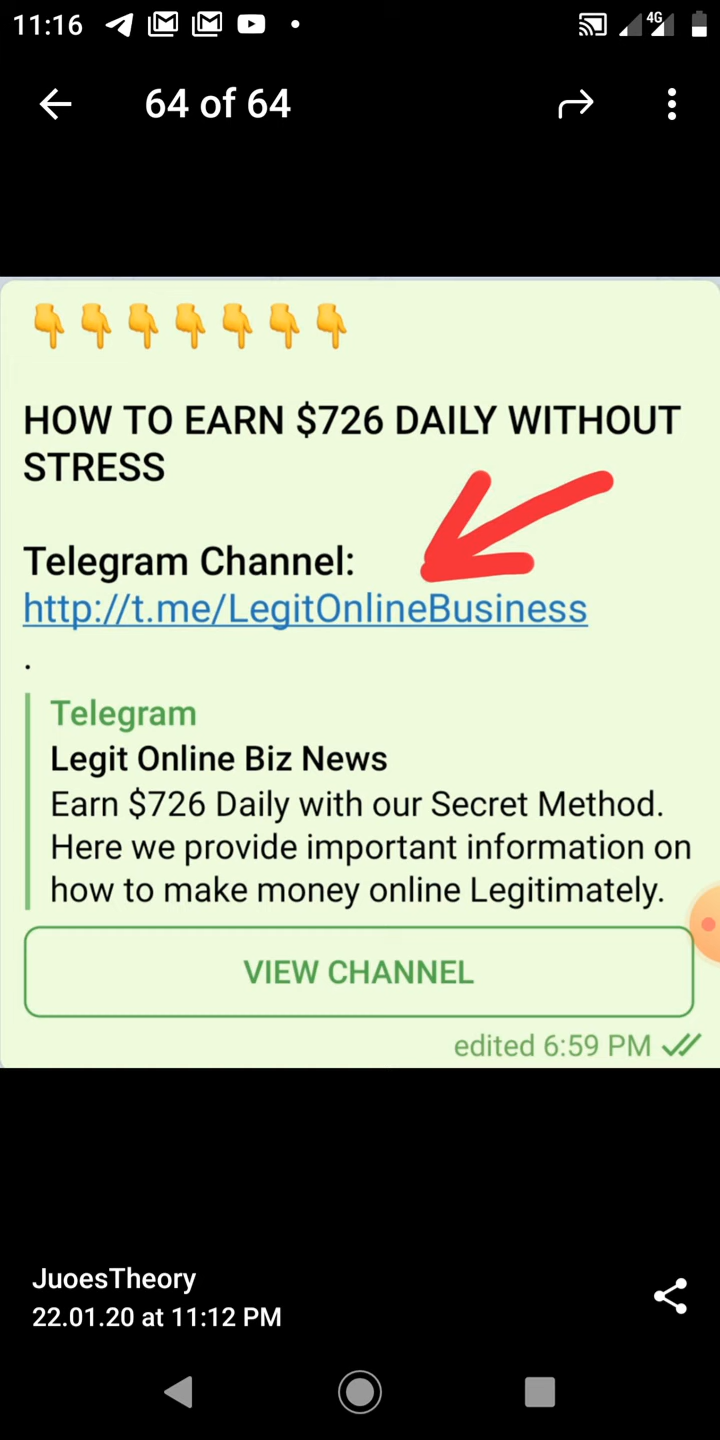 11:16
4G
64 of 64
👇👇👇👇👇👇👇
HOW TO EARN $726 DAILY WITHOUT
STRESS
Telegram Channel:
http://t.me/LegitOnlineBusiness
.
Telegram
Legit Online Biz News
Earn $726 Daily with our Secret Method.
Here we provide important information on
how to make money online Legitimately.
VIEW CHANNEL
edited 6:59 PM
JuoesTheory
22.01.20 at 11:12 PM